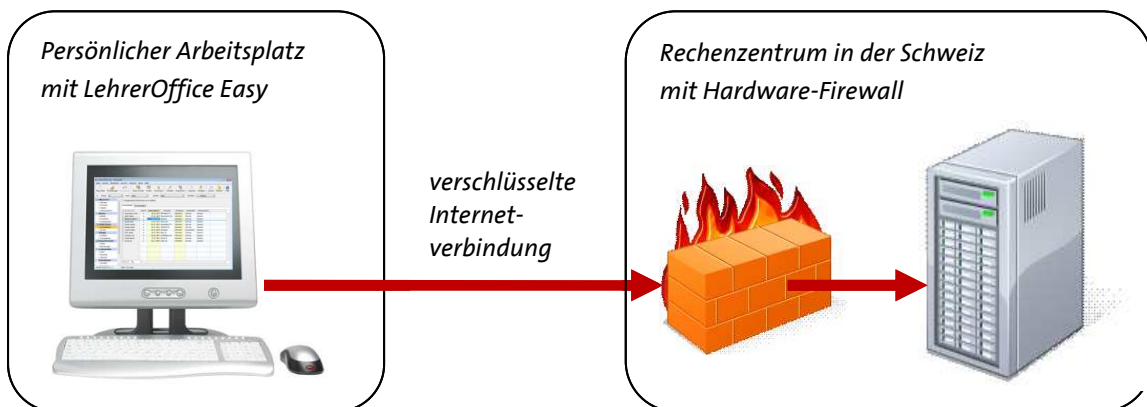 Persönlicher Arbeitsplatz
mit LehrerOffice Easy
Rechenzentrum in der Schweiz
mit Hardware-Firewall
verschlüsselte
Internet-
verbindung